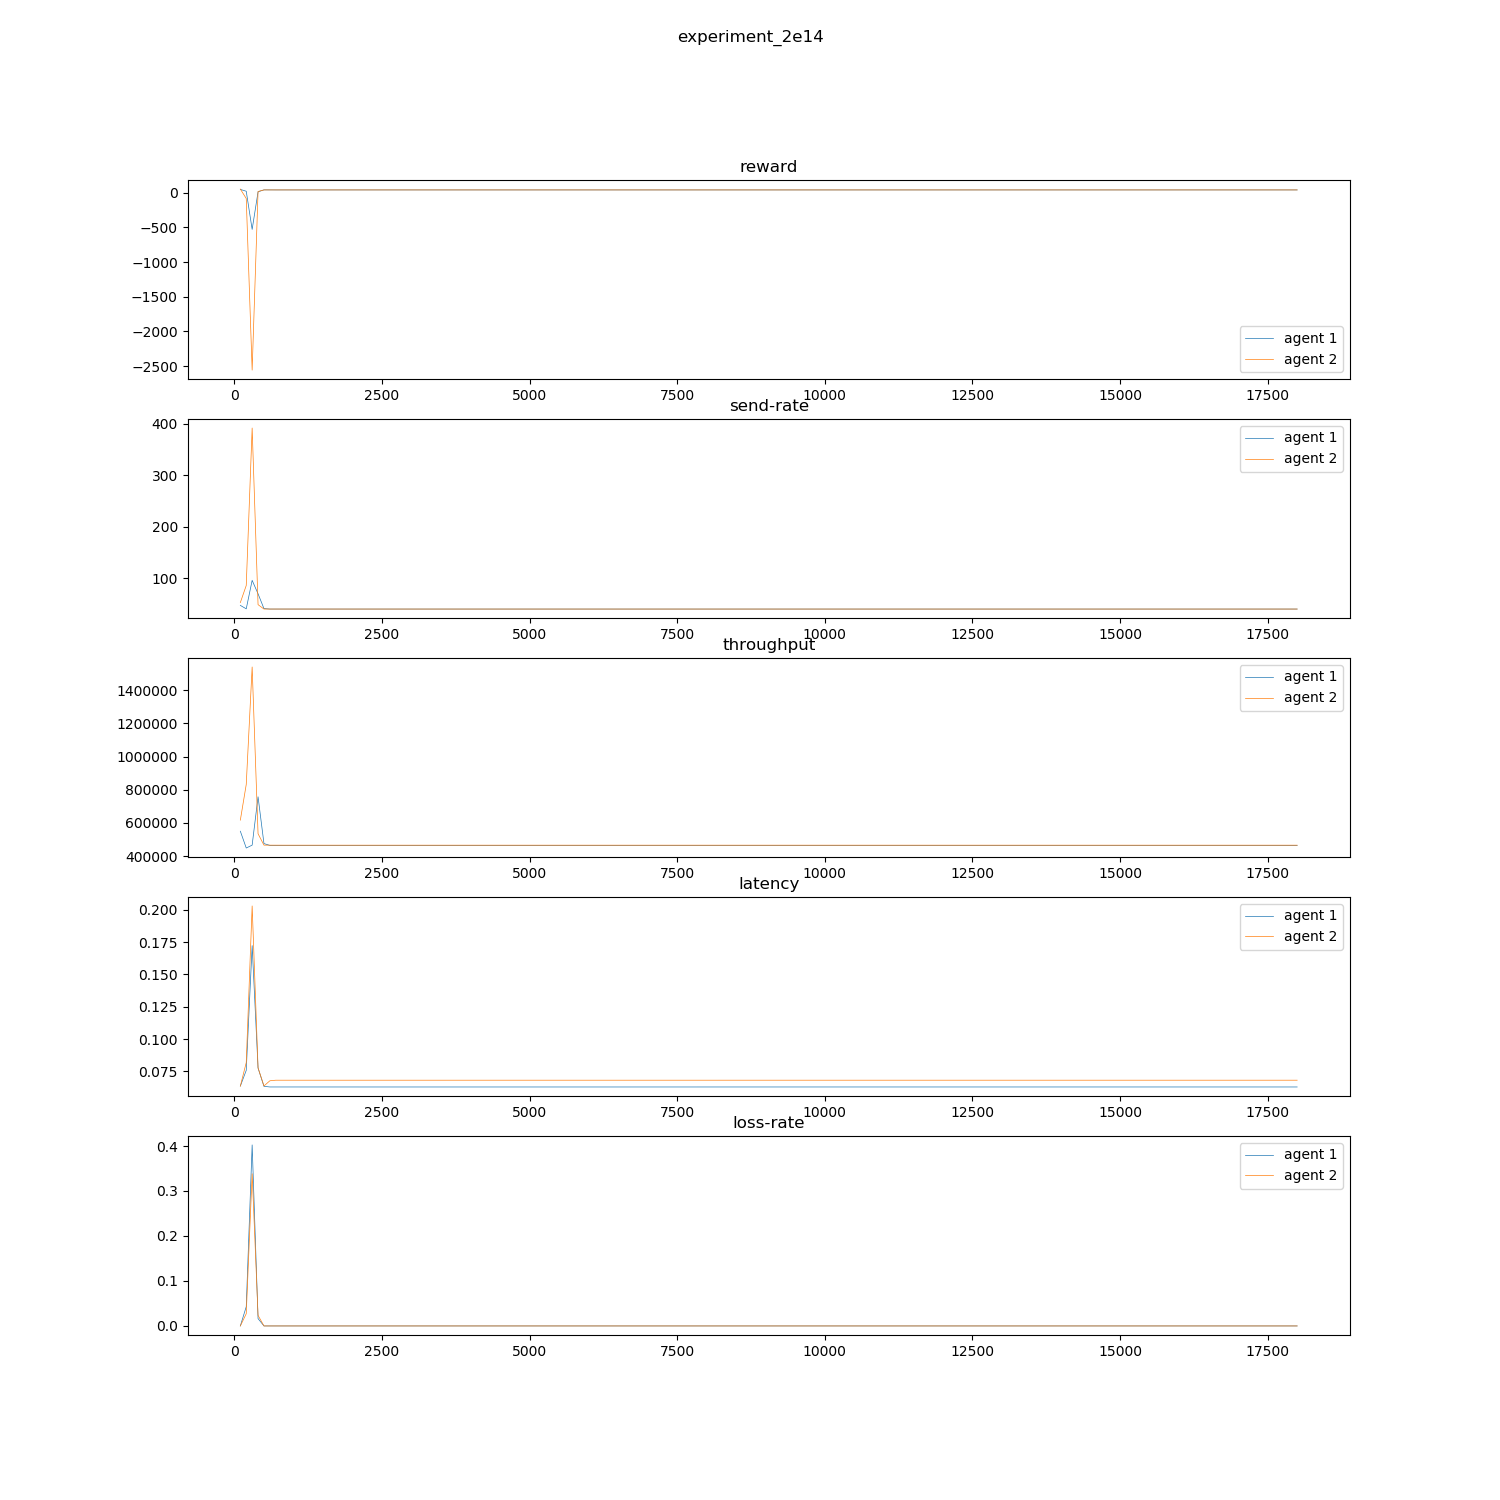 experiment_2e14
reward
0
−500
−1000
−1500
−2000
−2500
agent 1
agent 2
0 2500 5000 7500 10000 12500 15000 17500
send-rate
400
300
200
100
agent 1
agent 2
0 2500 5000 7500 10000 12500 15000 17500
throughput
1400000
1200000
1000000
800000
600000
400000
agent 1
agent 2
0 2500 5000 7500 10000 12500 15000 17500
latency
0.200
0.175
0.150
0.125
0.100
0.075
agent 1
agent 2
0 2500 5000 7500 10000 12500 15000 17500
loss-rate
0.4
0.3
0.2
0.1
0.0
agent 1
agent 2
0 2500 5000 7500 10000 12500 15000 17500